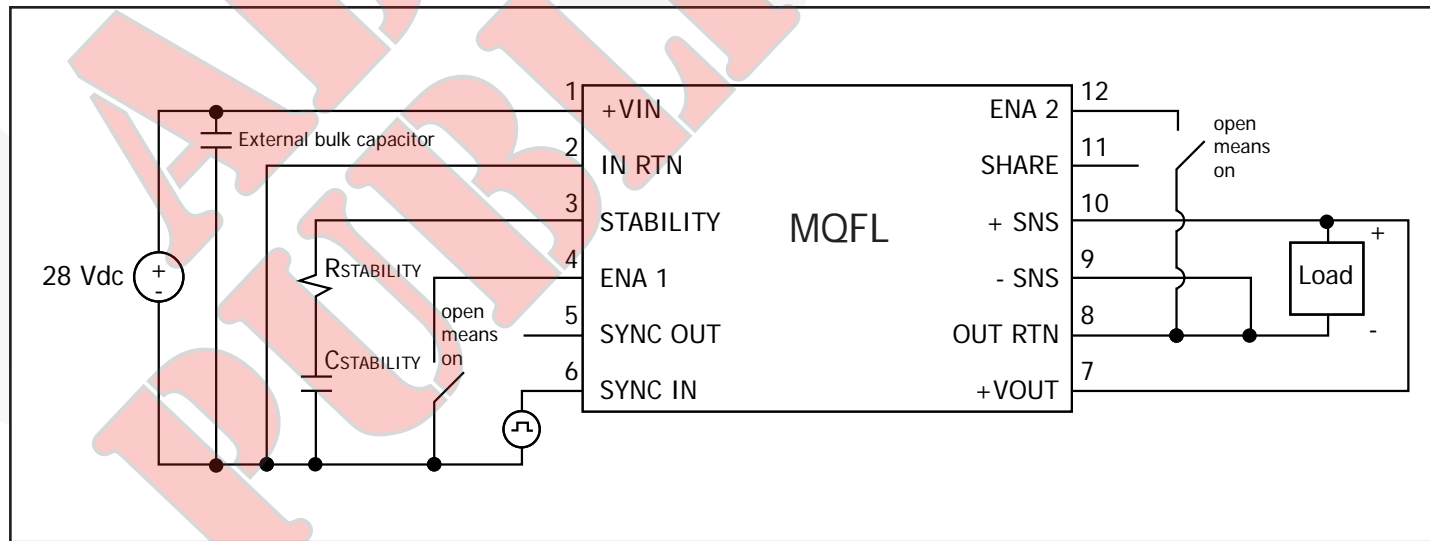 1
+VIN
External bulk capacitor
2
IN RTN
3
STABILITY
RSTABILITY
4
ENA 1
open
means
on
5
SYNC OUT
CSTABILITY
6
SYNC IN
28 Vdc
+
-
MQFL
12
ENA 2
open
means
on
11
SHARE
10
+ SNS
+
Load
-
9
- SNS
8
OUT RTN
7
+VOUT